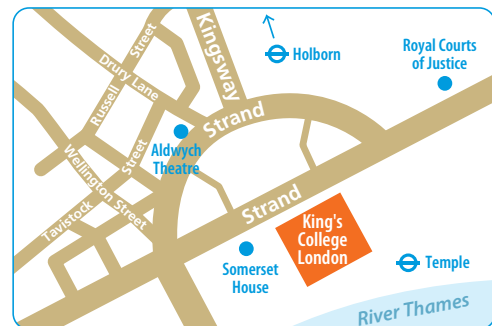 Holborn
Royal Courts
of Justice
Kingsway
Street
Drury Lane
Russell
Strand
Aldwych
Theatre
Street
Wellington Street
Tavistock
Strand
King's
College
London
Somerset
House
Temple
River Thames